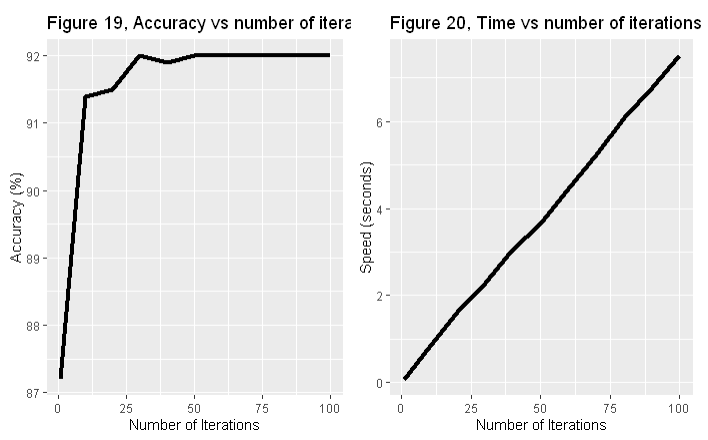 Figure 19, Accuracy vs number of itera
Accuracy (%)
92
91
90
89
88
87
0 25 50 75 100
Number of Iterations
Figure 20, Time vs number of iterations
Speed (seconds)
6
4
2
0
0 25 50 75 100
Number of Iterations